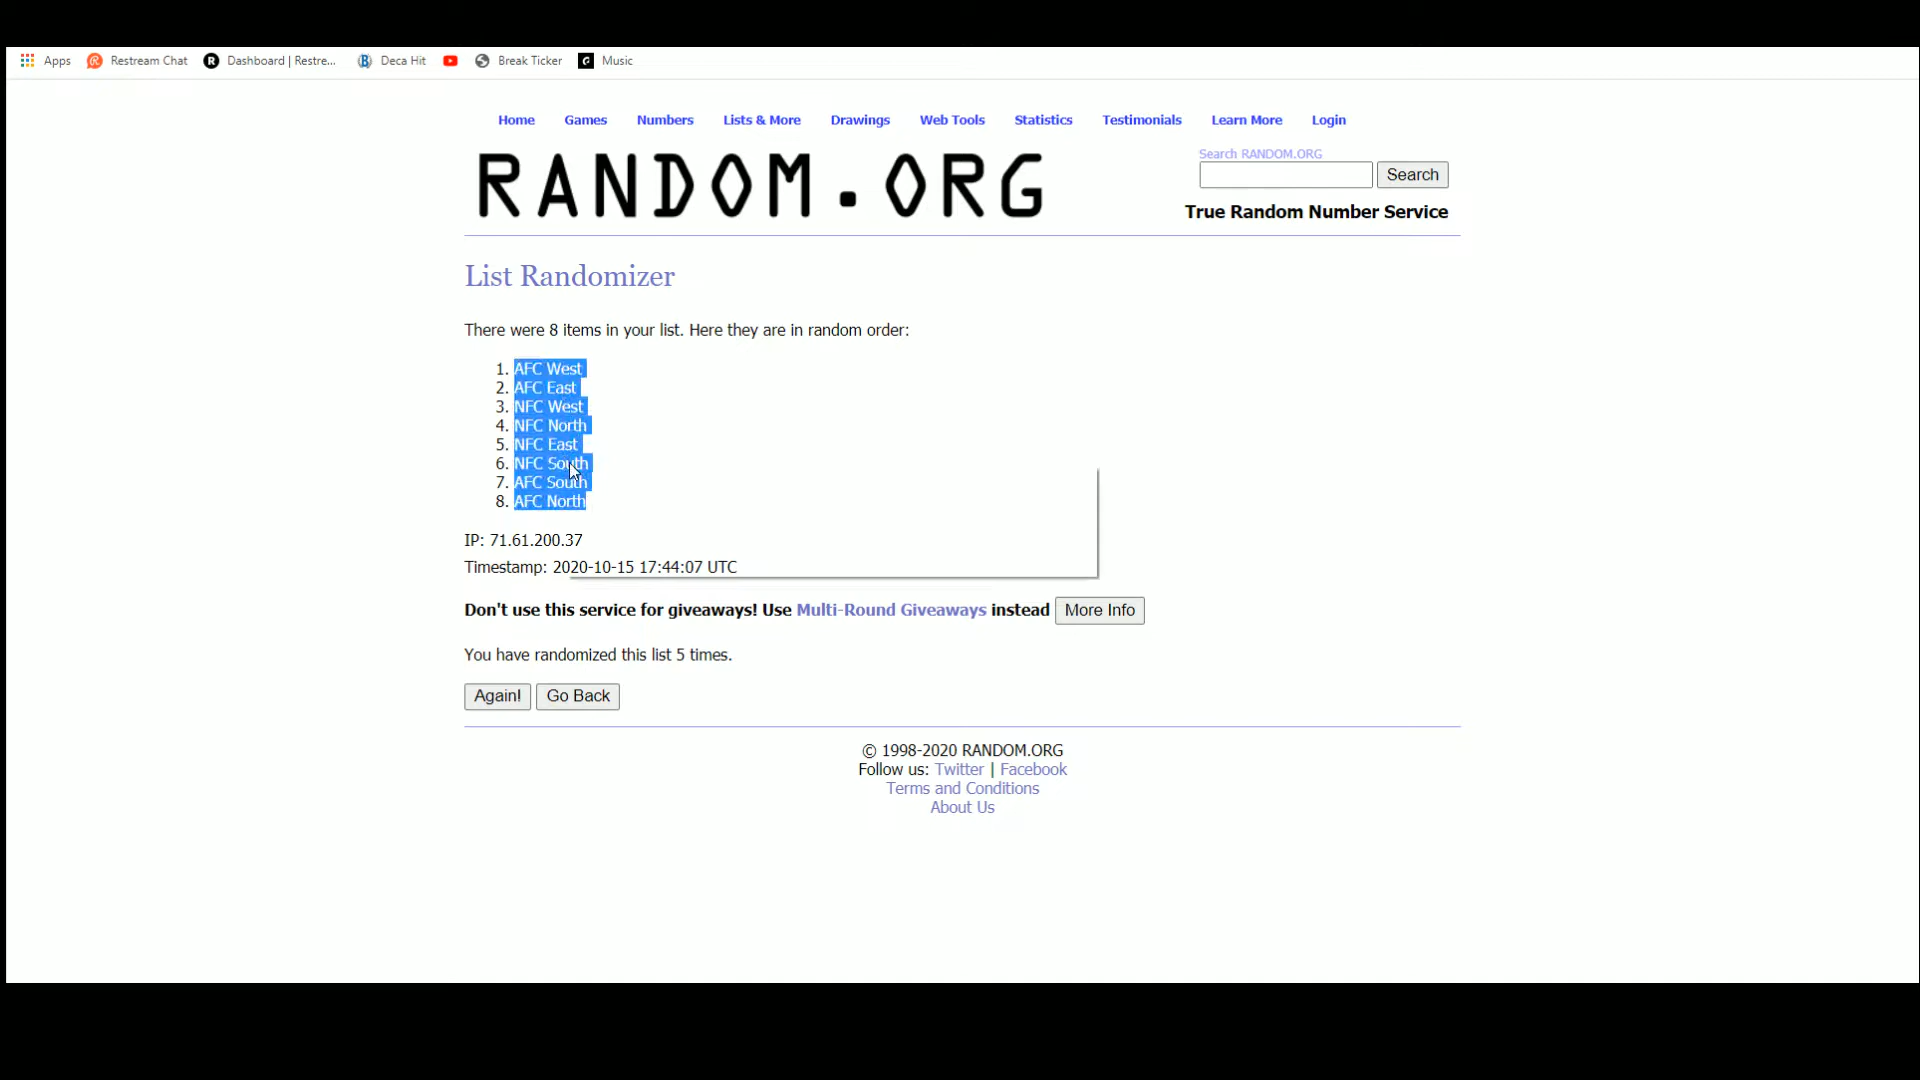 Apps Restream Chat Dashboard | Restre... Deca Hit Break Ticker Music
Home Games Numbers Lists & More Drawings Web Tools Statistics Testimonials Learn More Login
RANDOM.ORG
Search RANDOM.ORG
Search
True Random Number Service
List Randomizer
There were 8 items in your list. Here they are in random order:
1. AFC West
2. AFC East
3. NFC West
4. NFC North
5. NFC East
6. NFC South
7. AFC South
8. AFC North
IP: 71.61.200.37
Timestamp: 2020-10-15 17:44:07 UTC
Don't use this service for giveaways! Use Multi-Round Giveaways instead More Info
You have randomized this list 5 times.
Again! Go Back
© 1998-2020 RANDOM.ORG
Follow us: Twitter | Facebook
Terms and Conditions
About Us